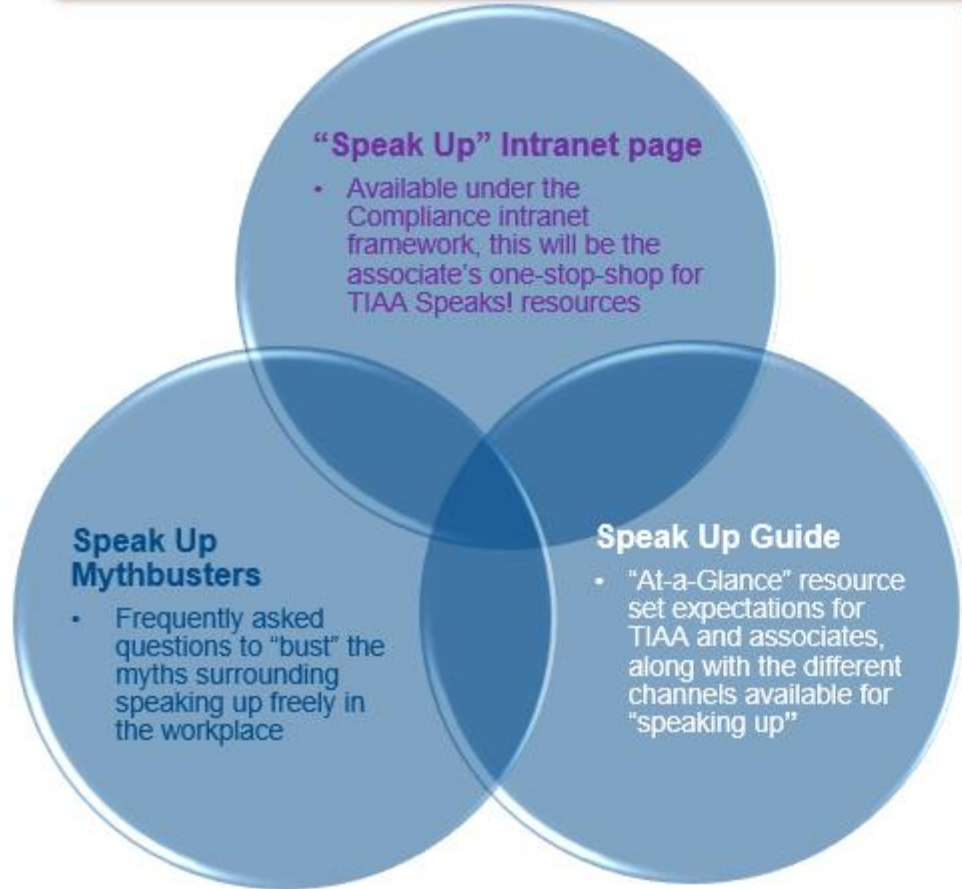 “Speak Up” Intranet page
• Available under the
Compliance intranet
framework, this will be the
associate’s one-stop-shop for
TIAA Speaks! resources
Speak Up
Mythbusters
• Frequently asked
questions to “bust” the
myths surrounding
speaking up freely in
the workplace
Speak Up Guide
• “At-a-Glance” resource
set expectations for
TIAA and associates,
along with the different
channels available for
“speaking up”